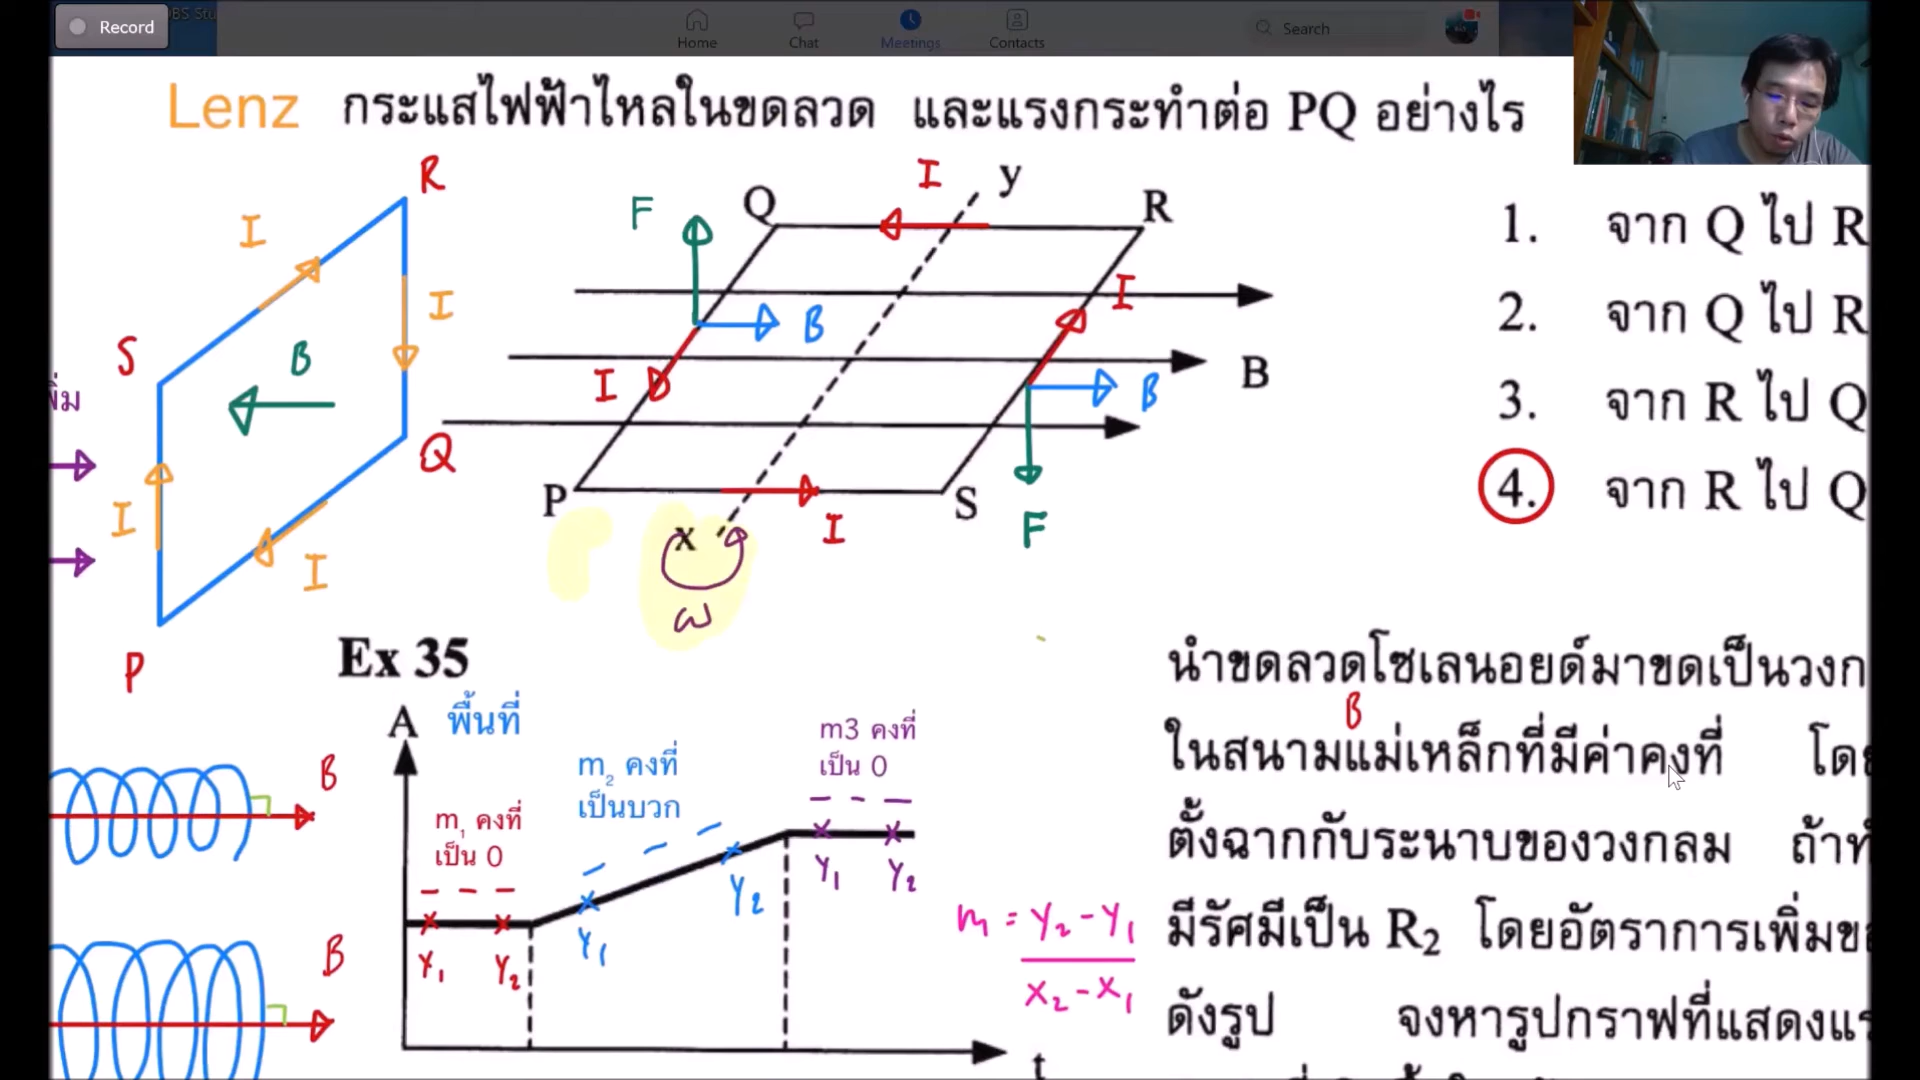 Record
OBS Stu
Home
Chat
Meetings
Contacts
Search
Lenz กระแสไฟฟ้าไหลในขดลวด และแรงกระทำต่อ PQ อย่างไร
R
I
I
S
B
Q
I
I
P
F
Q
I
y
R
B
I
I
B
B
P
x
I
S
F
ω
1. จาก Q ไป R
2. จาก Q ไป R
3. จาก R ไป Q
4. จาก R ไป Q
Ex 35
A พื้นที่
m₁ คงที่
เป็น 0
m₂ คงที่
เป็นบวก
m3 คงที่
เป็น 0
Y₁ Y₂
Y₁ Y₂
Y₁ Y₂
t
B
B
m = Y₂ - Y₁
X₂ - X₁
นำขดลวดโซเลนอยด์มาขดเป็นวงก
B
ในสนามแม่เหล็กที่มีค่าคงที่ โดย
ตั้งฉากกับระนาบของวงกลม ถ้าท
มีรัศมีเป็น R₂ โดยอัตราการเพิ่มข
ดังรูป จงหารูปกราฟที่แสดงแร